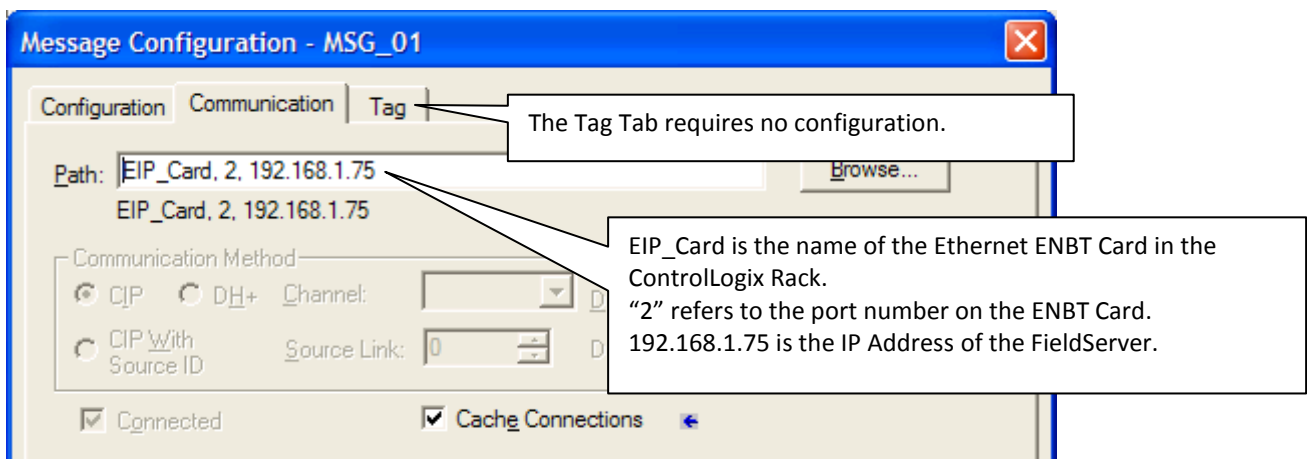 Message Configuration - MSG_01
Configuration Communication Tag
The Tag Tab requires no configuration.
Path: EIP_Card, 2, 192.168.1.75 Browse...
EIP_Card, 2, 192.168.1.75
EIP_Card is the name of the Ethernet ENBT Card in the
ControlLogix Rack.
“2” refers to the port number on the ENBT Card.
192.168.1.75 is the IP Address of the FieldServer.
Communication Method
CIP DH+ Channel: D
CIP With
Source ID
Source Link: 0 D
Connected Cache Connections